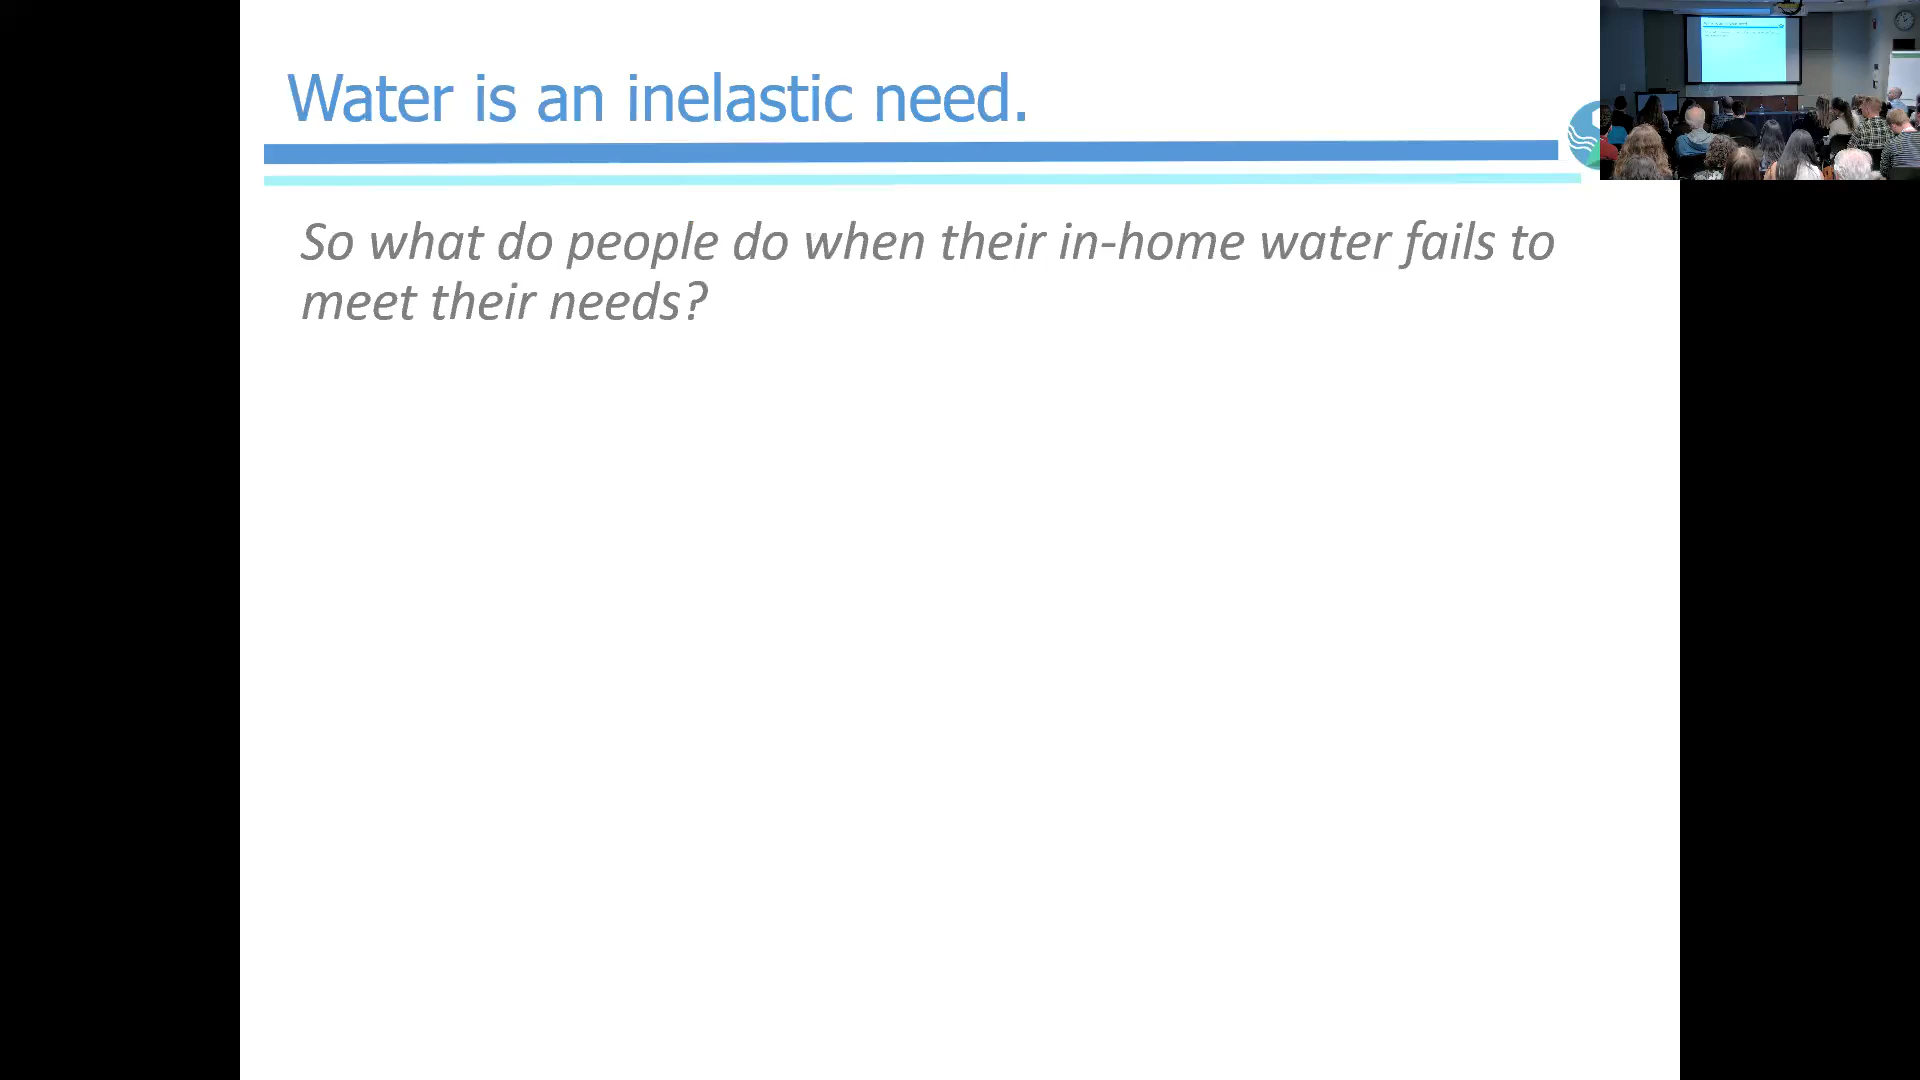 Water is an inelastic need.
So what do people do when their in-home water fails to
meet their needs?